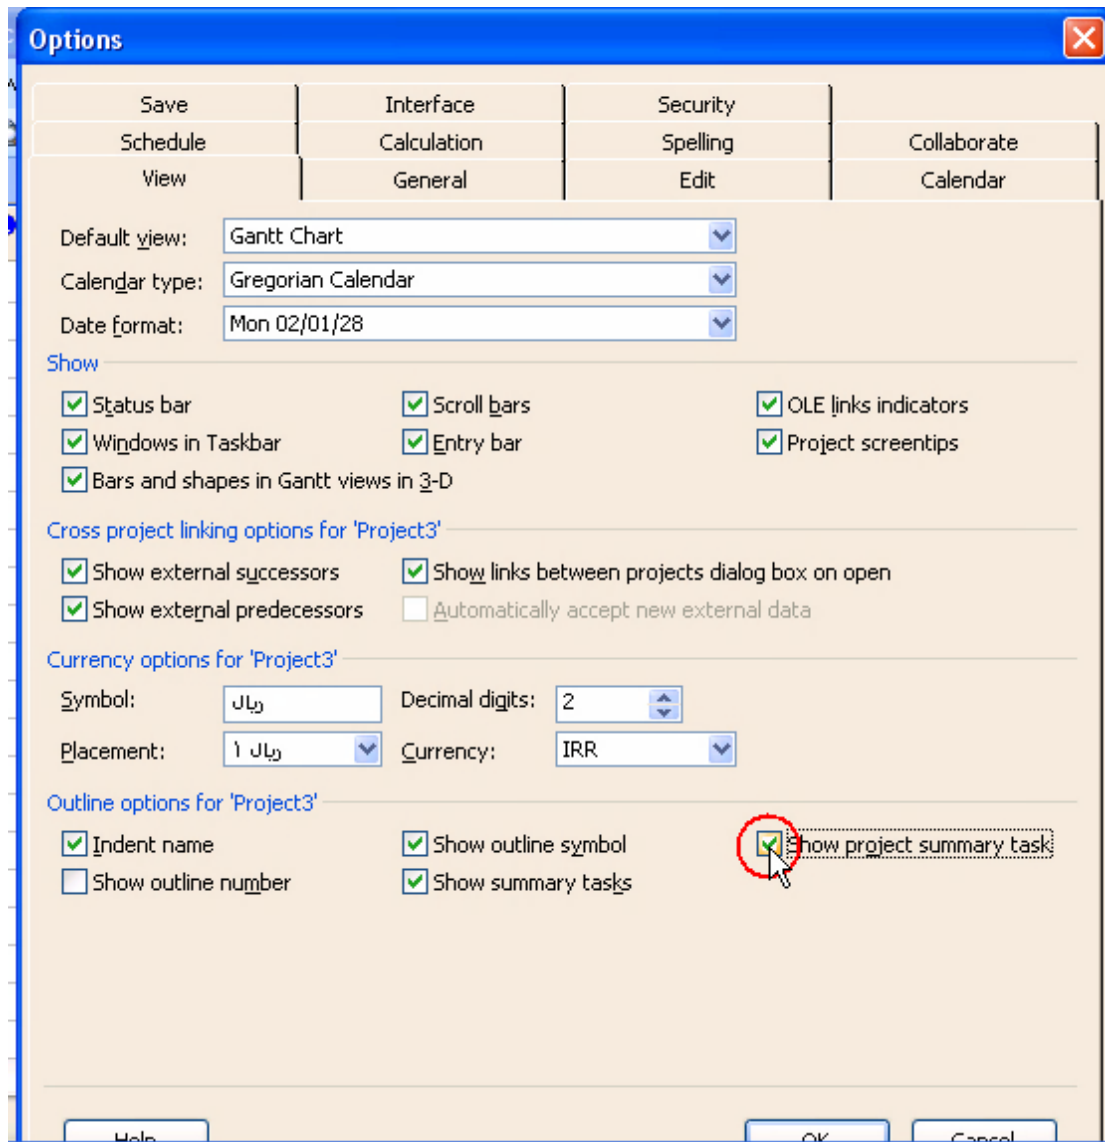 Options
Save Interface Security
Schedule Calculation Spelling Collaborate
View General Edit Calendar
Default view: Gantt Chart
Calendar type: Gregorian Calendar
Date format: Mon 02/01/28
Show
Status bar Scroll bars OLE links indicators
Windows in Taskbar Entry bar Project screentips
Bars and shapes in Gantt views in 3-D
Cross project linking options for 'Project3'
Show external successors Show links between projects dialog box on open
Show external predecessors Automatically accept new external data
Currency options for 'Project3'
Symbol: ریال Decimal digits: 2
Placement: ریال ۱ Currency: IRR
Outline options for 'Project3'
Indent name Show outline symbol Show project summary task
Show outline number Show summary tasks
Help OK Cancel